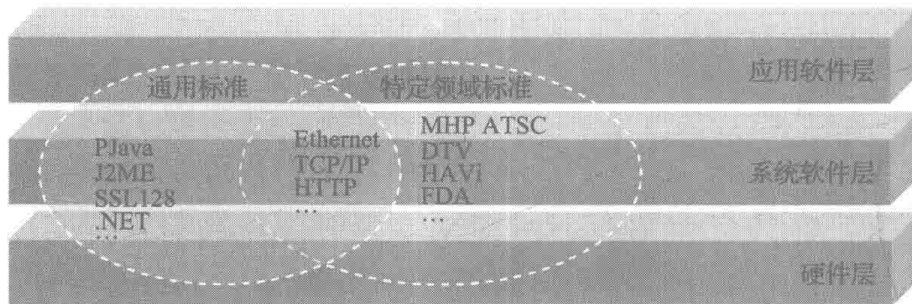 应用软件层
通用标准
特定领域标准
PJava
J2ME
SSL128
.NET
…
Ethernet
TCP/IP
HTTP
…
MHP ATSC
DTV
HAVi
FDA
…
系统软件层
硬件层